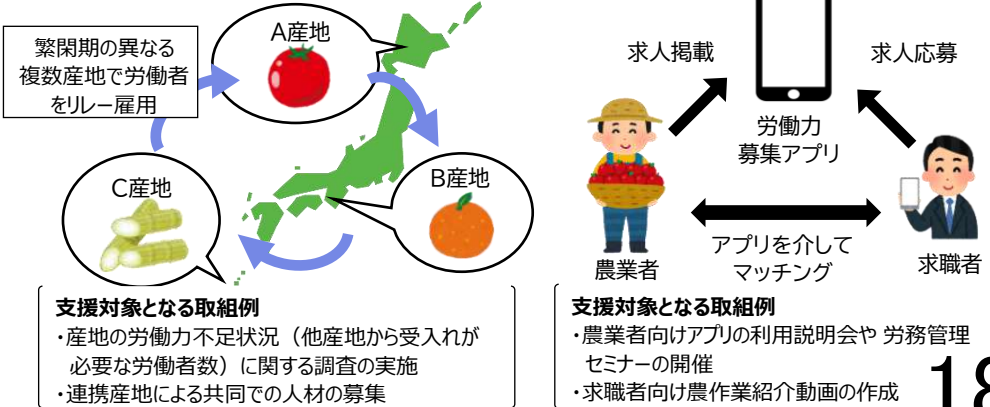 繁閑期の異なる
複数産地で労働者
をリレー雇用
A産地
B産地
C産地
支援対象となる取組例
・産地の労働力不足状況（他産地から受入れが
必要な労働者数）に関する調査の実施
・連携産地による共同での人材の募集
求人掲載
求人応募
労働力
募集アプリ
アプリを介して
マッチング
農業者
求職者
支援対象となる取組例
・農業者向けアプリの利用説明会や 労務管理
セミナーの開催
・求職者向け農作業紹介動画の作成
18